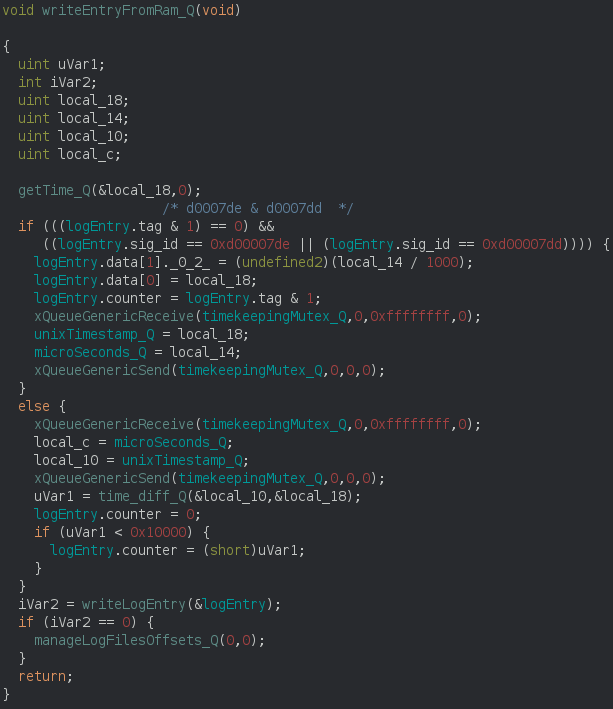 void writeEntryFromRam_Q(void)
{
uint uVar1;
int iVar2;
uint local_18;
uint local_14;
uint local_10;
uint local_c;
getTime_Q(&local_18,0);
/* d0007de & d0007dd */
if (((logEntry.tag & 1) == 0) &&
((logEntry.sig_id == 0xd00007de || (logEntry.sig_id == 0xd00007dd)))) {
logEntry.data[1]._0_2_ = (undefined2)(local_14 / 1000);
logEntry.data[0] = local_18;
logEntry.counter = logEntry.tag & 1;
xQueueGenericReceive(timekeepingMutex_Q,0,0xffffffff,0);
unixTimestamp_Q = local_18;
microSeconds_Q = local_14;
xQueueGenericSend(timekeepingMutex_Q,0,0,0);
}
else {
xQueueGenericReceive(timekeepingMutex_Q,0,0xffffffff,0);
local_c = microSeconds_Q;
local_10 = unixTimestamp_Q;
xQueueGenericSend(timekeepingMutex_Q,0,0,0);
uVar1 = time_diff_Q(&local_10,&local_18);
logEntry.counter = 0;
if (uVar1 < 0x10000) {
logEntry.counter = (short)uVar1;
}
}
iVar2 = writeLogEntry(&logEntry);
if (iVar2 == 0) {
manageLogFilesOffsets_Q(0,0);
}
return;
}